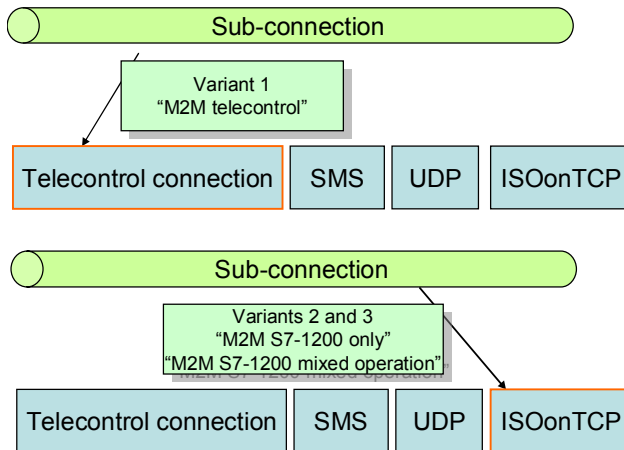 Sub-connection
Variant 1
“M2M telecontrol”
Telecontrol connection
SMS
UDP
ISOonTCP
Sub-connection
Variants 2 and 3
“M2M S7-1200 only”
“M2M S7-1200 mixed operation”
Telecontrol connection
SMS
UDP
ISOonTCP